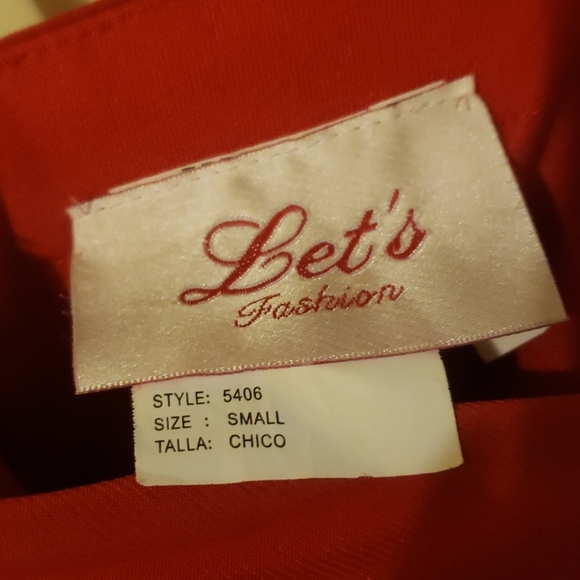 Let's
Fashion
STYLE: 5406
SIZE : SMALL
TALLA: CHICO